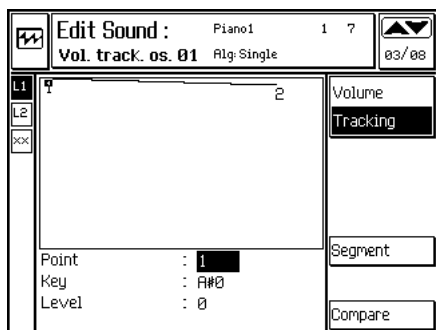 Edit Sound : Piano1 1 7
Vol. track. os. 01 Alg: Single 03/08
L1
L2
xx
2
Volume
Tracking
Segment
Compare
Point : 1
Key : A#0
Level : 0